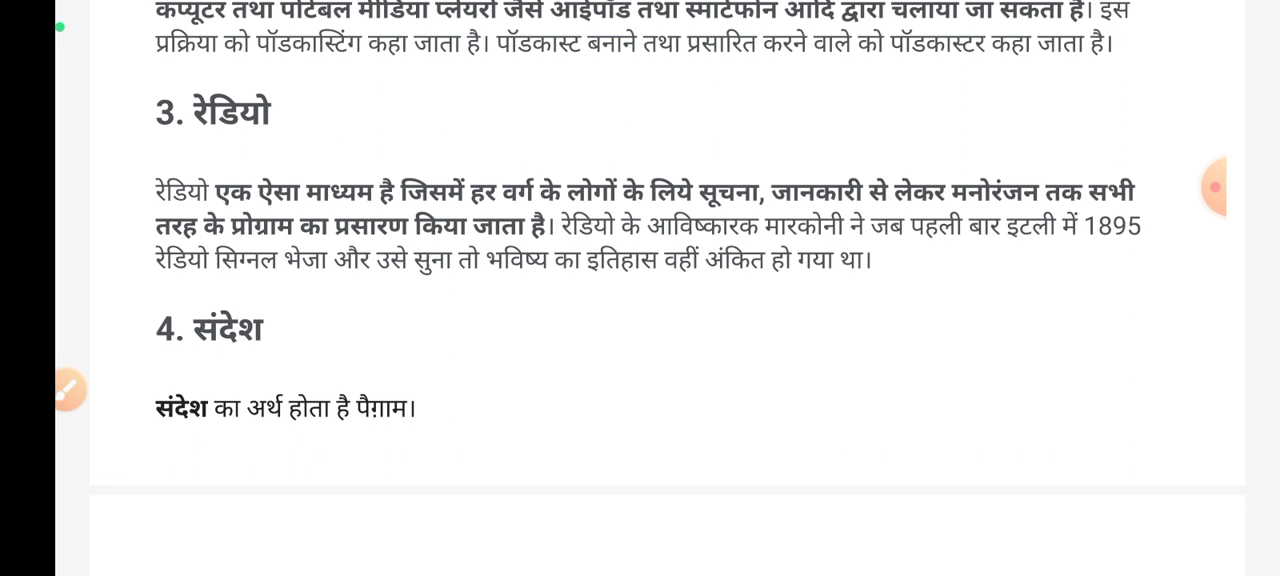 कंप्यूटर तथा पोर्टेबल मीडिया प्लेयरों जैसे आईपॉड तथा स्मार्टफोन आदि द्वारा चलाया जा सकता है। इस
प्रक्रिया को पॉडकास्टिंग कहा जाता है। पॉडकास्ट बनाने तथा प्रसारित करने वाले को पॉडकास्टर कहा जाता है।
3. रेडियो
रेडियो एक ऐसा माध्यम है जिसमें हर वर्ग के लोगों के लिये सूचना, जानकारी से लेकर मनोरंजन तक सभी
तरह के प्रोग्राम का प्रसारण किया जाता है। रेडियो के आविष्कारक मारकोनी ने जब पहली बार इटली में 1895
रेडियो सिग्नल भेजा और उसे सुना तो भविष्य का इतिहास वहीं अंकित हो गया था।
4. संदेश
संदेश का अर्थ होता है पैग़ाम।